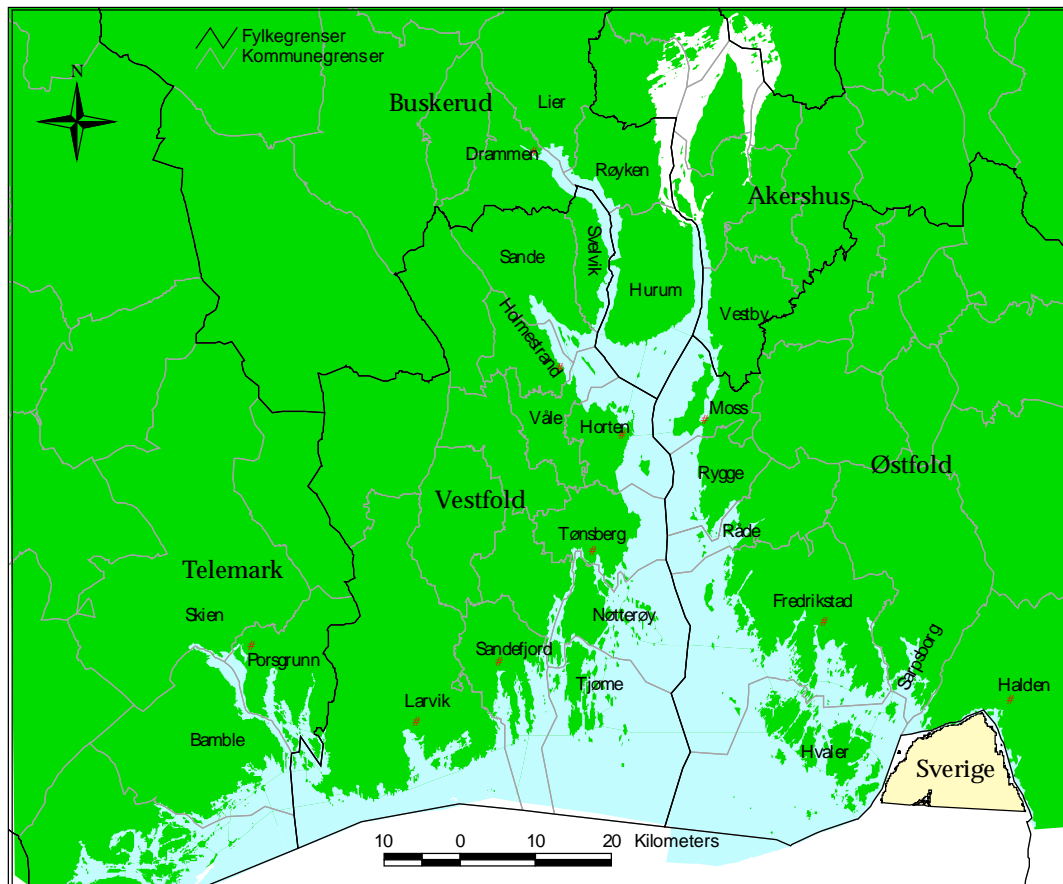 Fylkegrenser
Kommunegrenser
N
Buskerud
Lier
Drammen
Røyken
Akershus
Sande
Svelvik
Hurum
Vestby
Holmestrand
Våle
Horten
Moss
Rygge
Østfold
Vestfold
Tønsberg
Råde
Telemark
Skien
Nøtterøy
Fredrikstad
Porsgrunn
Sandefjord
Sarpsborg
Tjøme
Halden
Larvik
Bamble
Hvaler
Sverige
10 0 10 20 Kilometers